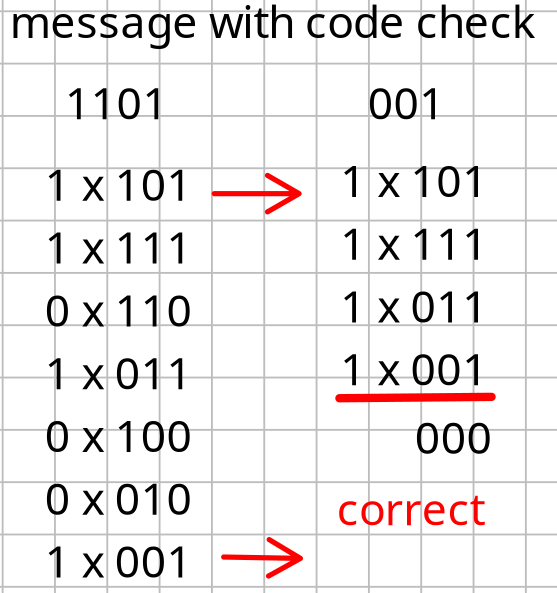 message with code check
1101 001
1 x 101 1 x 101
1 x 111 1 x 111
0 x 110 1 x 011
1 x 011 1 x 001
0 x 100 000
0 x 010 correct
1 x 001